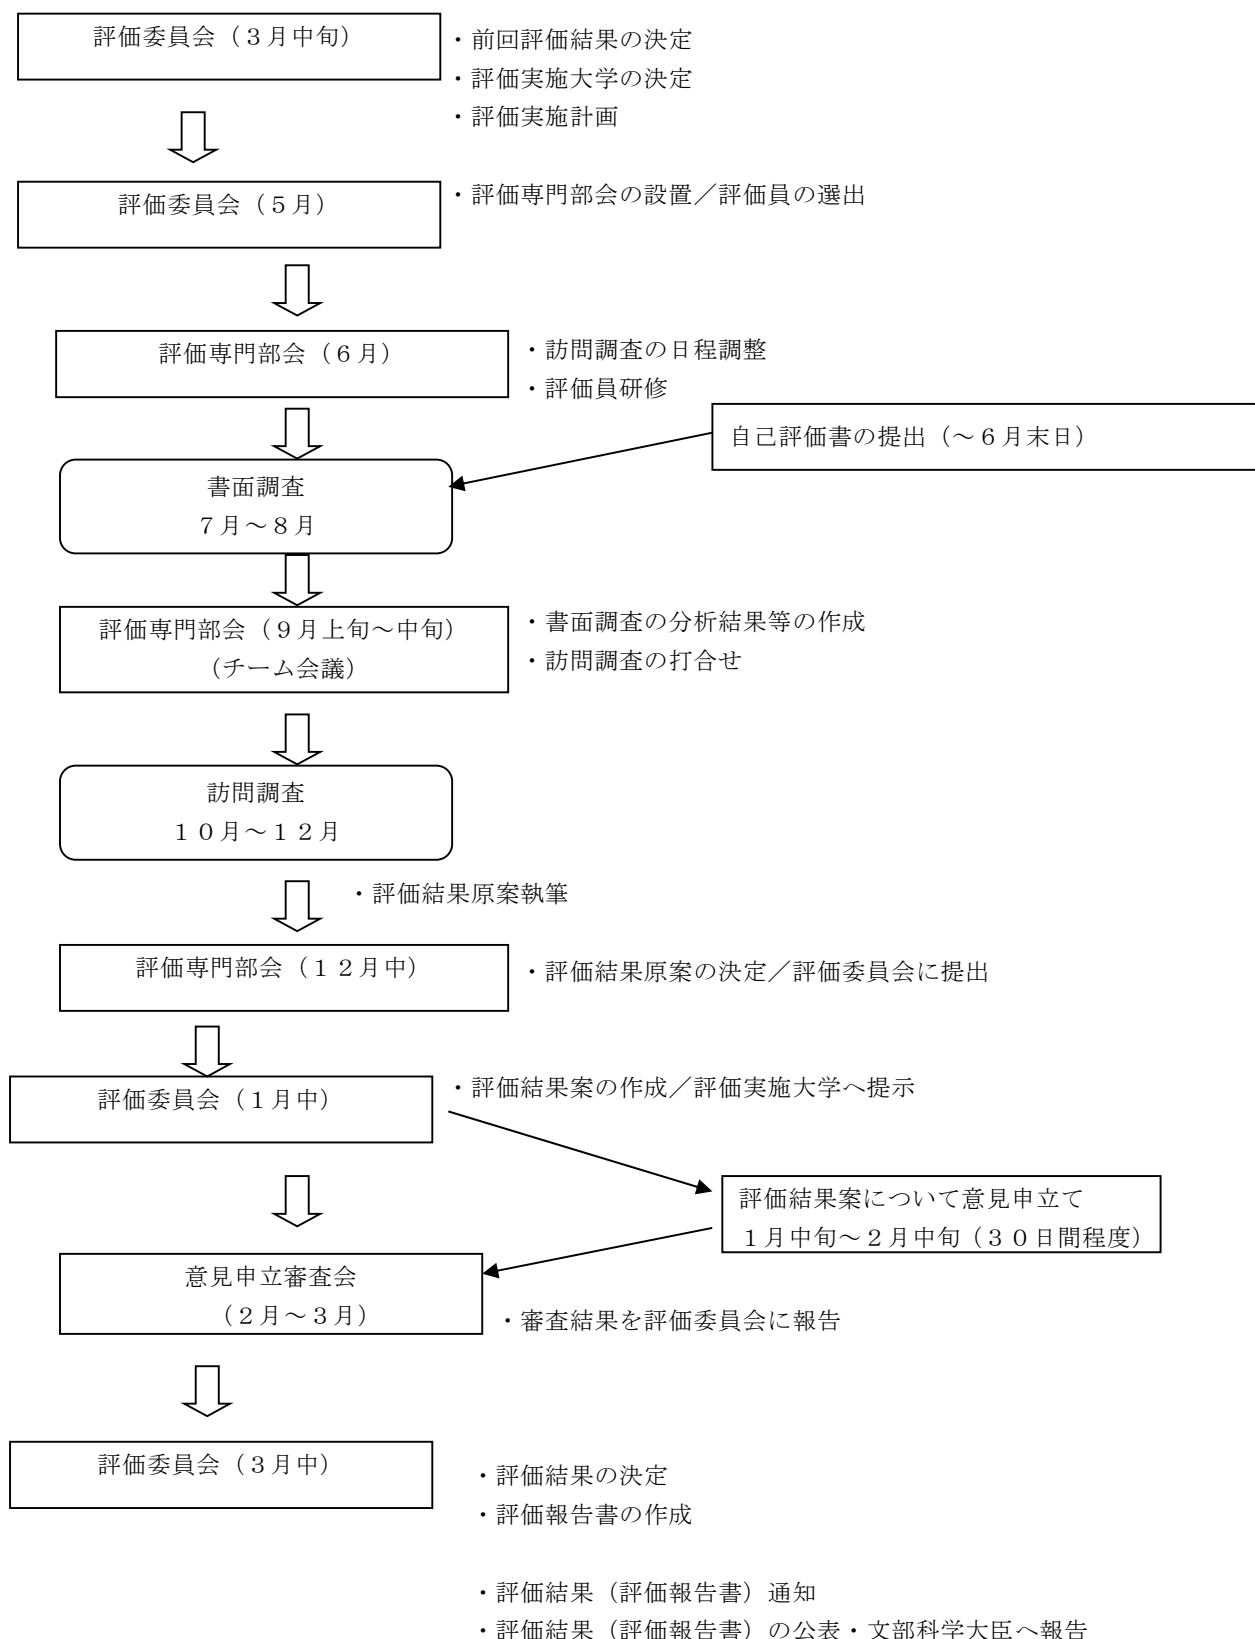 評価委員会（３月中旬）
・前回評価結果の決定
・評価実施大学の決定
・評価実施計画
評価委員会（５月）
・評価専門部会の設置／評価員の選出
評価専門部会（６月）
・訪問調査の日程調整
・評価員研修
自己評価書の提出（～６月末日）
書面調査
７月～８月
評価専門部会（９月上旬～中旬）
（チーム会議）
・書面調査の分析結果等の作成
・訪問調査の打合せ
訪問調査
１０月～１２月
・評価結果原案執筆
評価専門部会（１２月中）
・評価結果原案の決定／評価委員会に提出
評価委員会（１月中）
・評価結果案の作成／評価実施大学へ提示
評価結果案について意見申立て
１月中旬～２月中旬（３０日間程度）
意見申立審査会
（２月～３月）
・審査結果を評価委員会に報告
評価委員会（３月中）
・評価結果の決定
・評価報告書の作成
・評価結果（評価報告書）通知
・評価結果（評価報告書）の公表・文部科学大臣へ報告